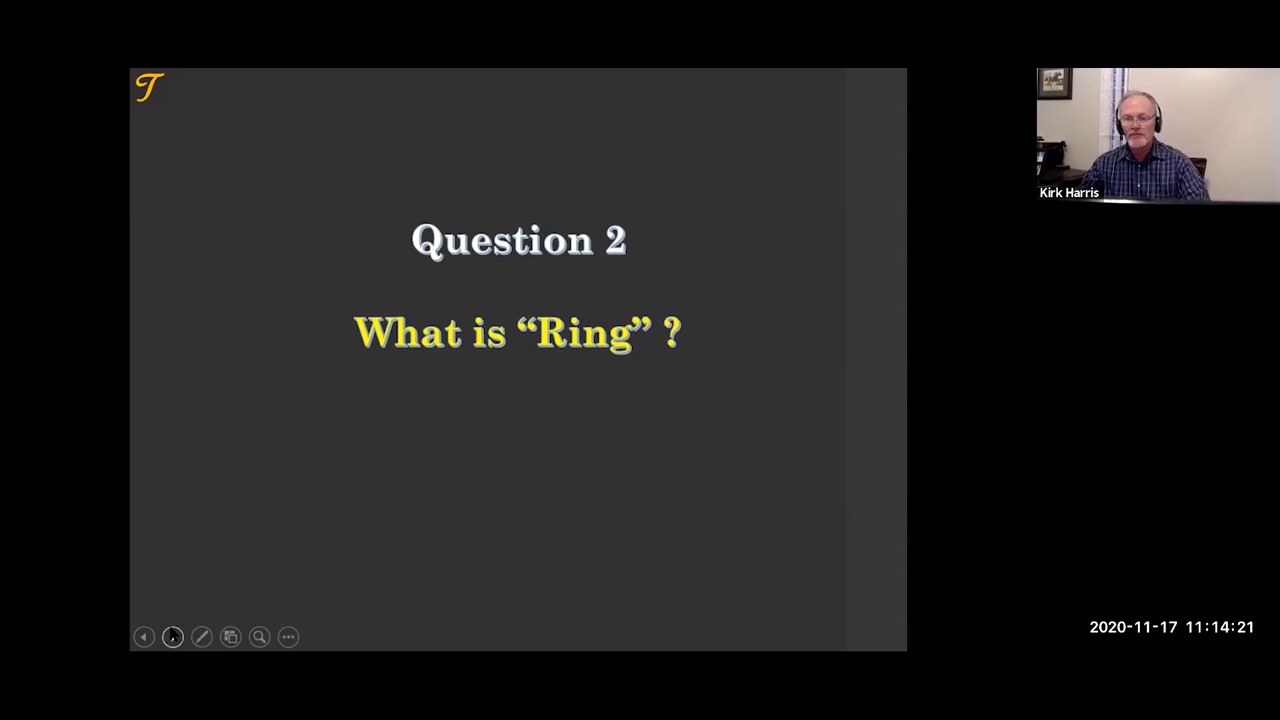 T
Question 2
What is “Ring” ?
Kirk Harris
2020-11-17 11:14:21